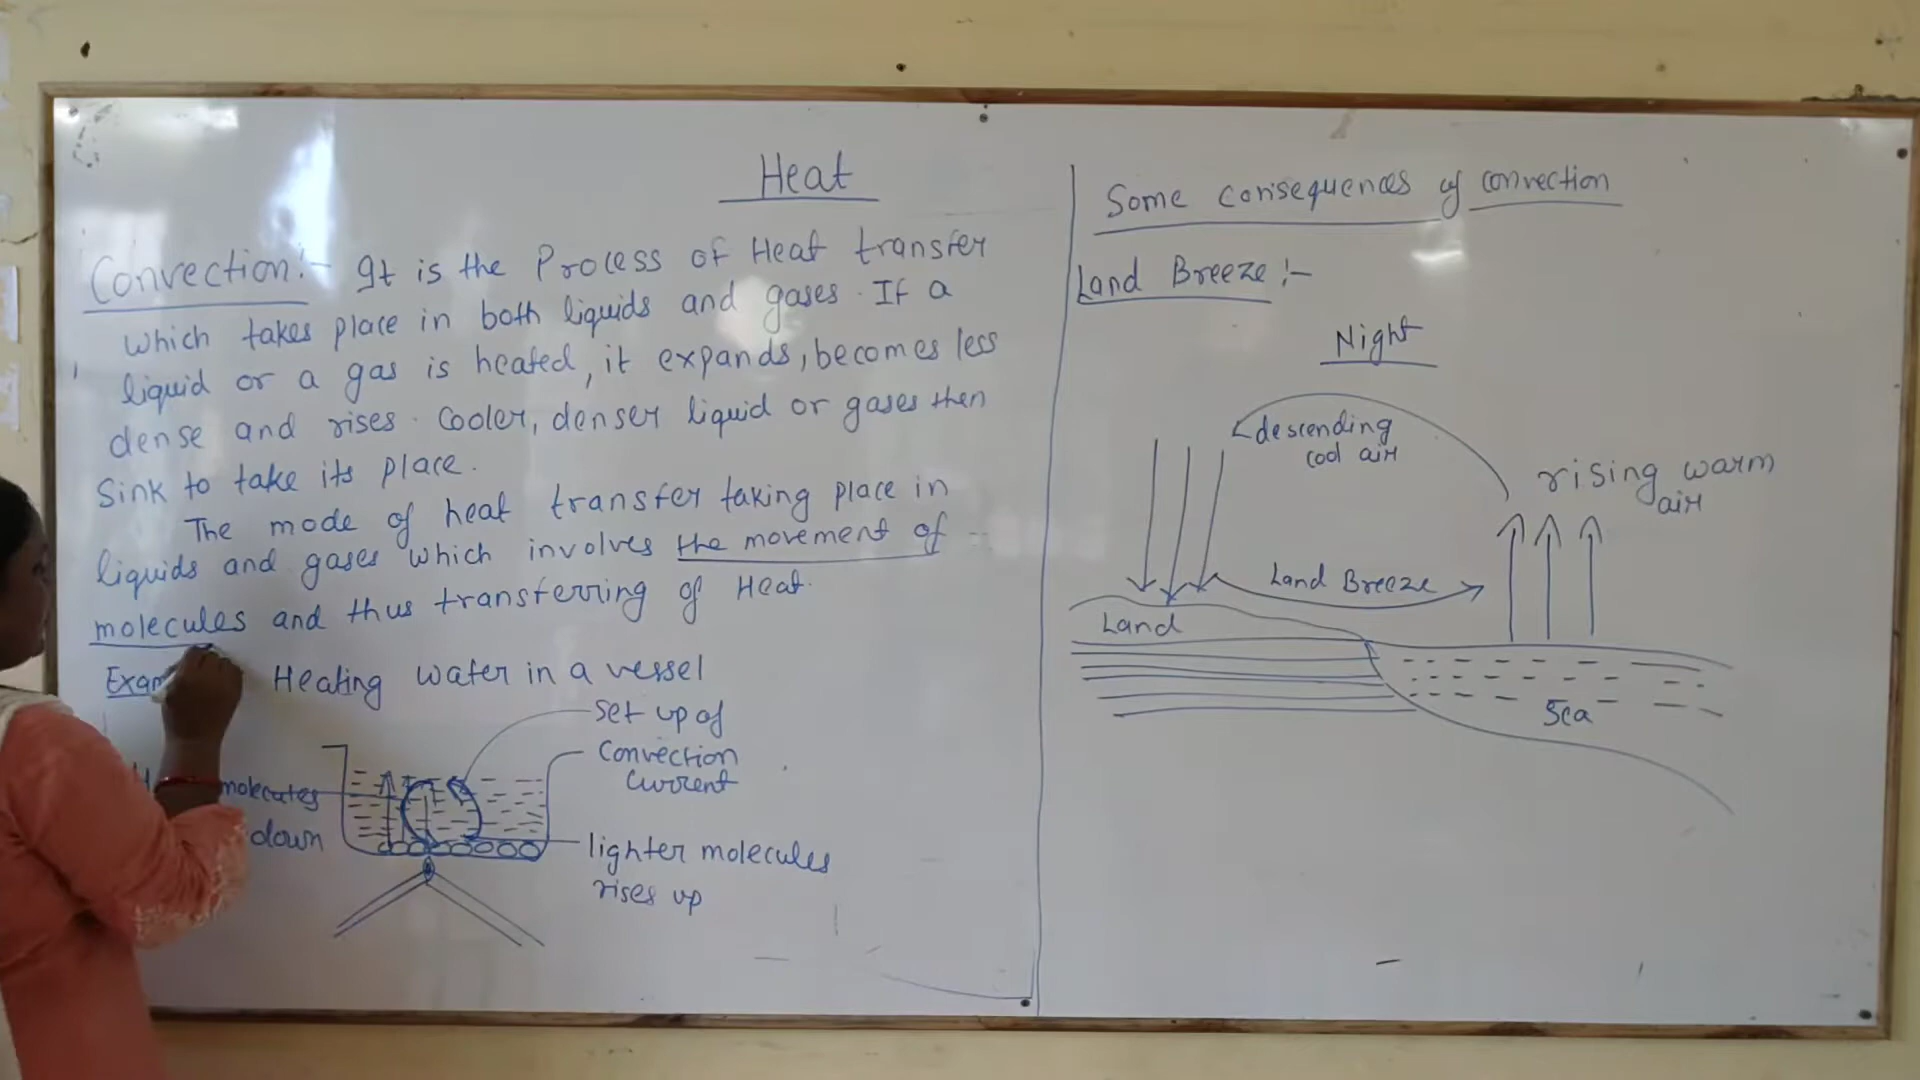 Heat
Convection:- It is the Process of Heat transfer
which takes place in both liquids and gases. If a
liquid or a gas is heated, it expands, becomes less
dense and rises. Cooler, denser liquid or gases then
Sink to take its place.
The mode of heat transfer taking place in
liquids and gases which involves the movement of
molecules and thus transferring of Heat.
Heating water in a vessel
Set up of
Convection
Current
molecules
down
lighter molecules
rises up
Some consequences of convection
Land Breeze:-
Night
descending
cool air
rising warm
air
Land Breeze
Land
Sea